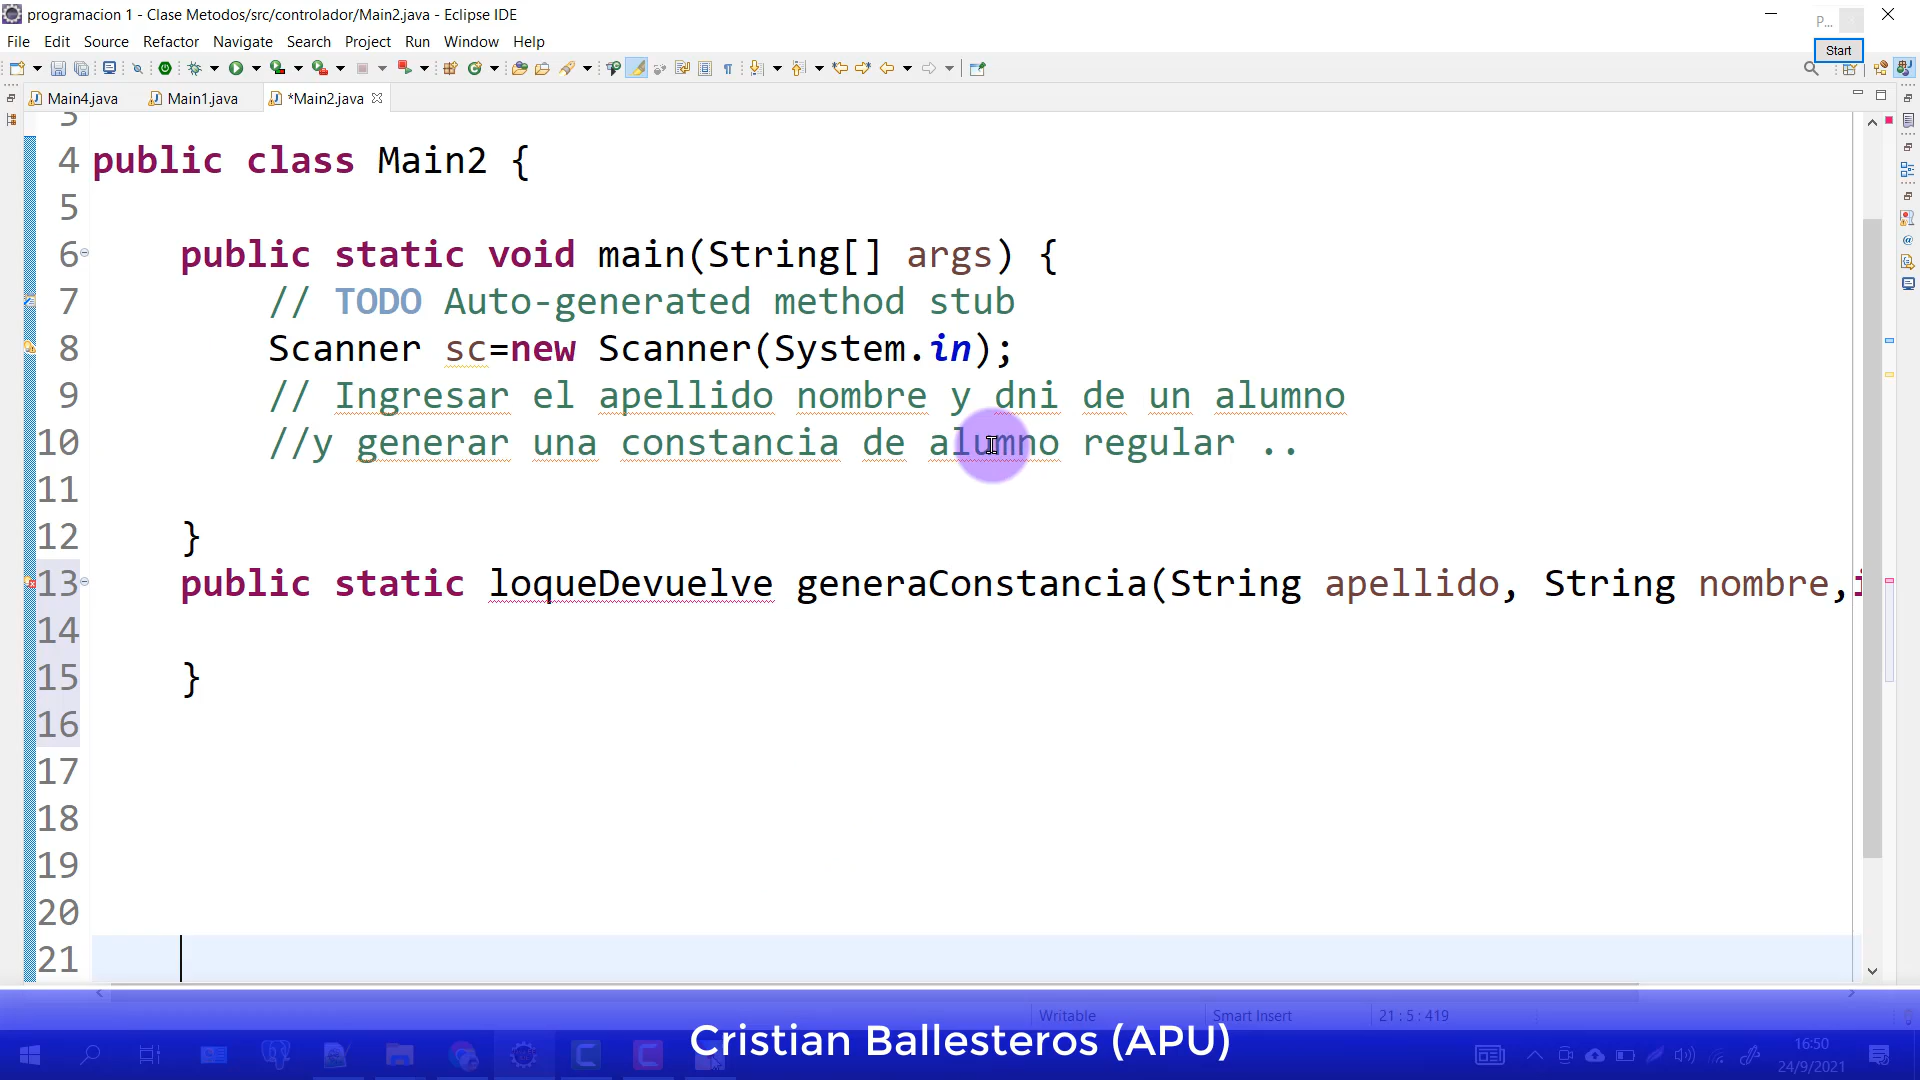 programacion 1 - Clase Metodos/src/controlador/Main2.java - Eclipse IDE
P...
File Edit Source Refactor Navigate Search Project Run Window Help
Start
Main4.java Main1.java *Main2.java
3
4 public class Main2 {
5
6 public static void main(String[] args) {
7 // TODO Auto-generated method stub
8 Scanner sc=new Scanner(System.in);
9 // Ingresar el apellido nombre y dni de un alumno
10 //y generar una constancia de alumno regular ..
11
12 }
13 public static loqueDevuelve generaConstancia(String apellido, String nombre,i
14
15 }
16
17
18
19
20
21
Writable Smart Insert 21 : 5 : 419
Cristian Ballesteros (APU)
16:50
24/9/2021